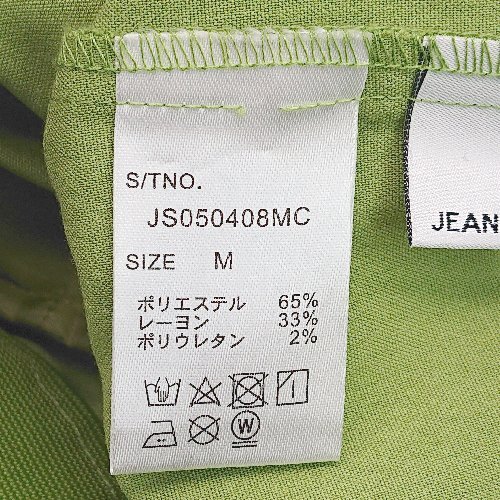 S/TNO.
JS050408MC
SIZE M
ポリエステル 65%
レーヨン 33%
ポリウレタン 2%
W
JEAN